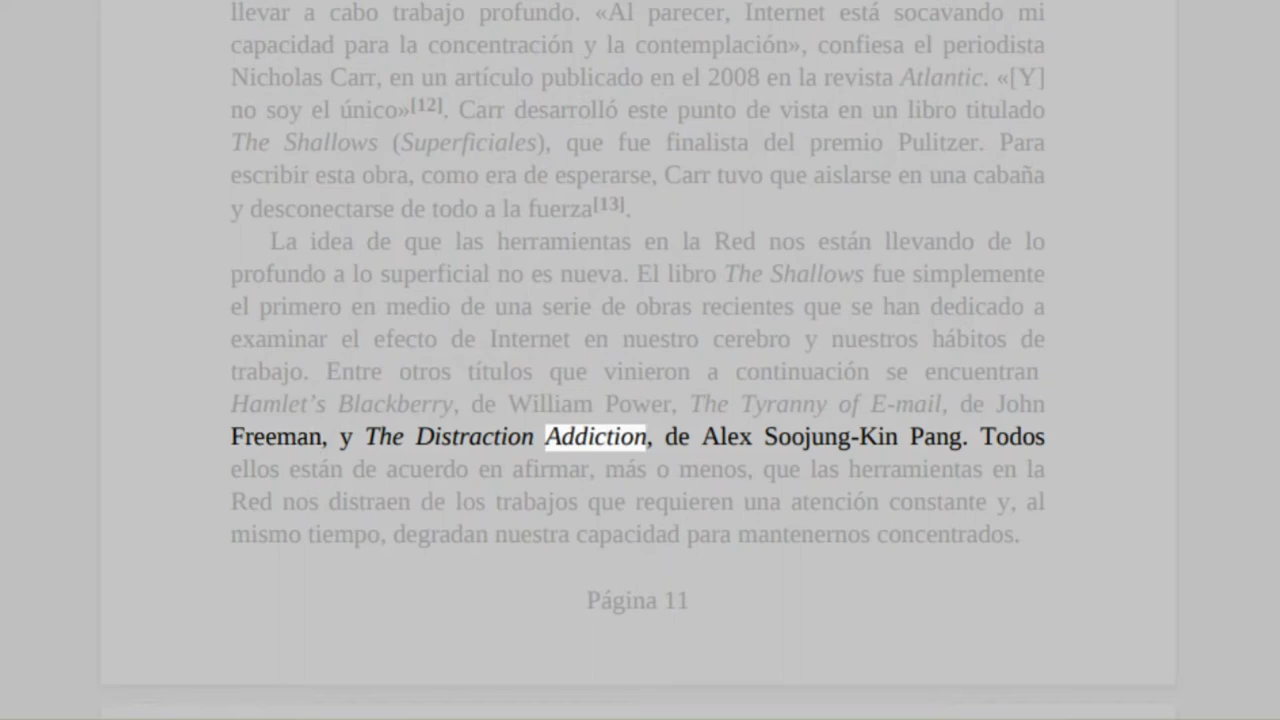 llevar a cabo trabajo profundo. «Al parecer, Internet está socavando mi
capacidad para la concentración y la contemplación», confiesa el periodista
Nicholas Carr, en un artículo publicado en el 2008 en la revista Atlantic. «[Y]
no soy el único»[12]. Carr desarrolló este punto de vista en un libro titulado
The Shallows (Superficiales), que fue finalista del premio Pulitzer. Para
escribir esta obra, como era de esperarse, Carr tuvo que aislarse en una cabaña
y desconectarse de todo a la fuerza[13].
La idea de que las herramientas en la Red nos están llevando de lo
profundo a lo superficial no es nueva. El libro The Shallows fue simplemente
el primero en medio de una serie de obras recientes que se han dedicado a
examinar el efecto de Internet en nuestro cerebro y nuestros hábitos de
trabajo. Entre otros títulos que vinieron a continuación se encuentran
Hamlet’s Blackberry, de William Power, The Tyranny of E-mail, de John
Freeman, y The Distraction Addiction, de Alex Soojung-Kin Pang. Todos
ellos están de acuerdo en afirmar, más o menos, que las herramientas en la
Red nos distraen de los trabajos que requieren una atención constante y, al
mismo tiempo, degradan nuestra capacidad para mantenernos concentrados.
Página 11